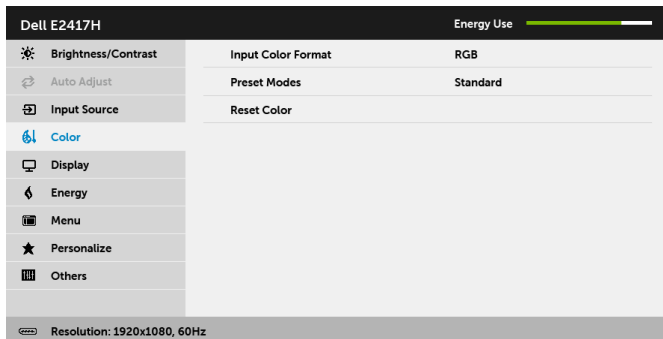 Dell E2417H Energy Use
Brightness/Contrast Input Color Format RGB
Auto Adjust Preset Modes Standard
Input Source Reset Color
Color
Display
Energy
Menu
Personalize
Others
Resolution: 1920x1080, 60Hz